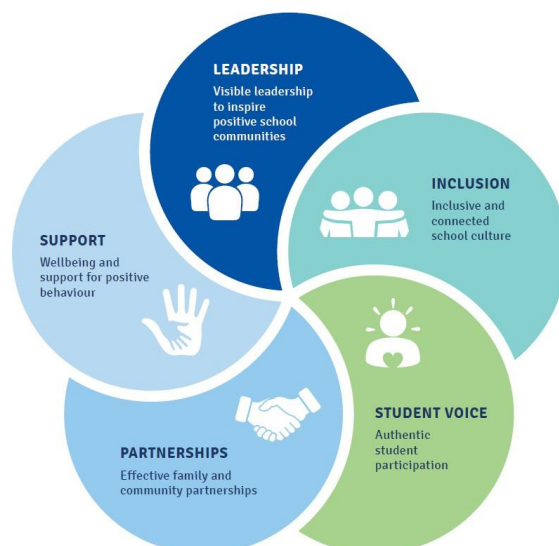 LEADERSHIP
Visible leadership
to inspire
positive school
communities
INCLUSION
Inclusive and
connected
school culture
STUDENT VOICE
Authentic
student
participation
PARTNERSHIPS
Effective family and
community partnerships
SUPPORT
Wellbeing and
support for positive
behaviour